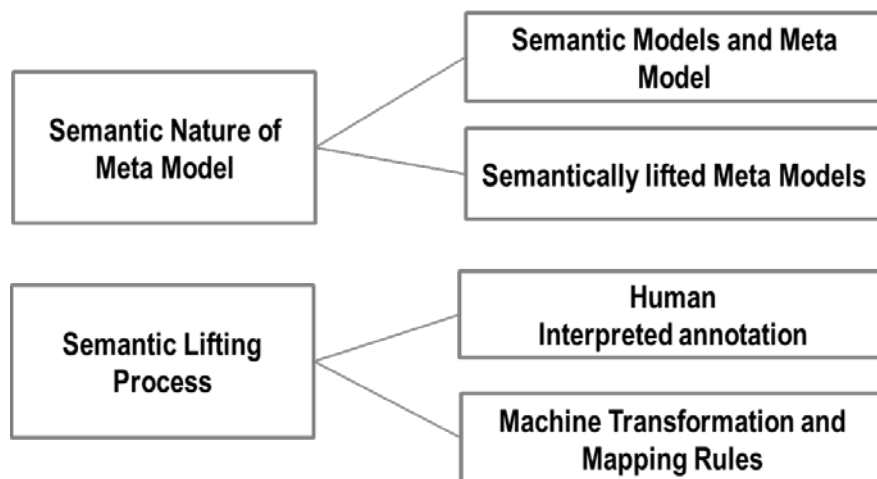 Semantic Nature of
Meta Model
Semantic Models and Meta
Model
Semantically lifted Meta Models
Semantic Lifting
Process
Human
Interpreted annotation
Machine Transformation and
Mapping Rules